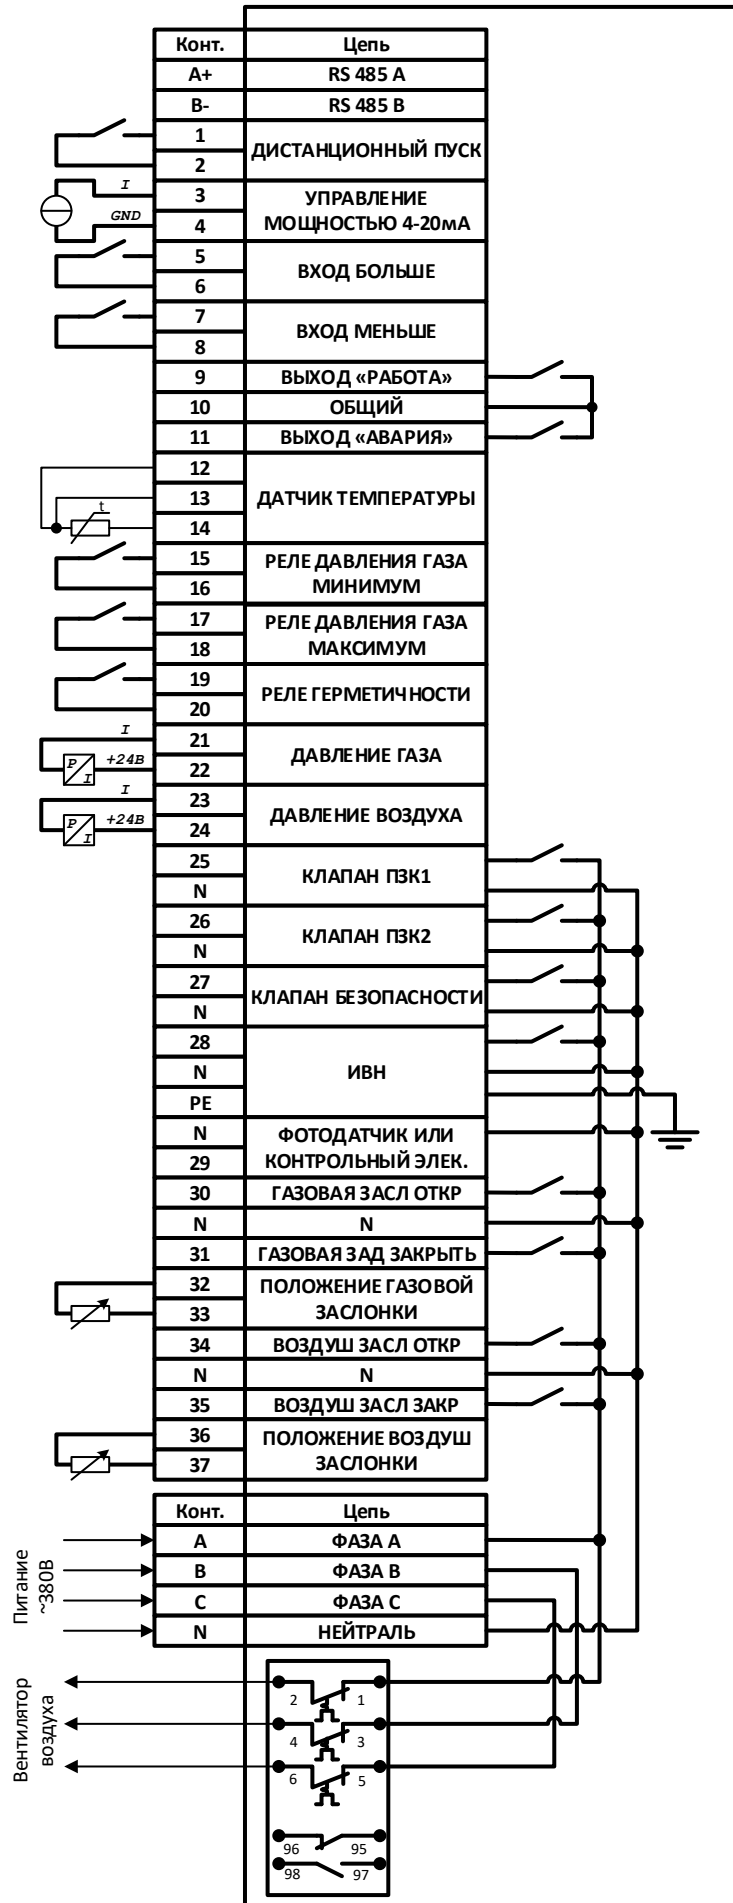 Конт. Цепь
A+ RS 485 A
B- RS 485 B
1
ДИСТАНЦИОННЫЙ ПУСК
2
I 3 УПРАВЛЕНИЕ
GND 4 МОЩНОСТЬЮ 4-20мА
5
ВХОД БОЛЬШЕ
6
7
ВХОД МЕНЬШЕ
8
9 ВЫХОД «РАБОТА»
10 ОБЩИЙ
11 ВЫХОД «АВАРИЯ»
12
t 13 ДАТЧИК ТЕМПЕРАТУРЫ
14
15 РЕЛЕ ДАВЛЕНИЯ ГАЗА
16 МИНИМУМ
17 РЕЛЕ ДАВЛЕНИЯ ГАЗА
18 МАКСИМУМ
19
РЕЛЕ ГЕРМЕТИЧНОСТИ
20
I 21
ДАВЛЕНИЕ ГАЗА
P I +24В 22
I 23
ДАВЛЕНИЕ ВОЗДУХА
P I +24В 24
25
КЛАПАН ПЗК1
N
26
КЛАПАН ПЗК2
N
27
КЛАПАН БЕЗОПАСНОСТИ
N
28
N ИВН
PE
N ФОТОДАТЧИК ИЛИ
29 КОНТРОЛЬНЫЙ ЭЛЕК.
30 ГАЗОВАЯ ЗАСЛ ОТКР
N N
31 ГАЗОВАЯ ЗАД ЗАКРЫТЬ
32 ПОЛОЖЕНИЕ ГАЗОВОЙ
33 ЗАСЛОНКИ
34 ВОЗДУШ ЗАСЛ ОТКР
N N
35 ВОЗДУШ ЗАСЛ ЗАКР
36 ПОЛОЖЕНИЕ ВОЗДУШ
37 ЗАСЛОНКИ
Конт. Цепь
A ФАЗА А
B ФАЗА В
C ФАЗА С
N НЕЙТРАЛЬ
Питание
~380В
2 1
4 3
6 5
Вентилятор
воздуха
96 95
98 97